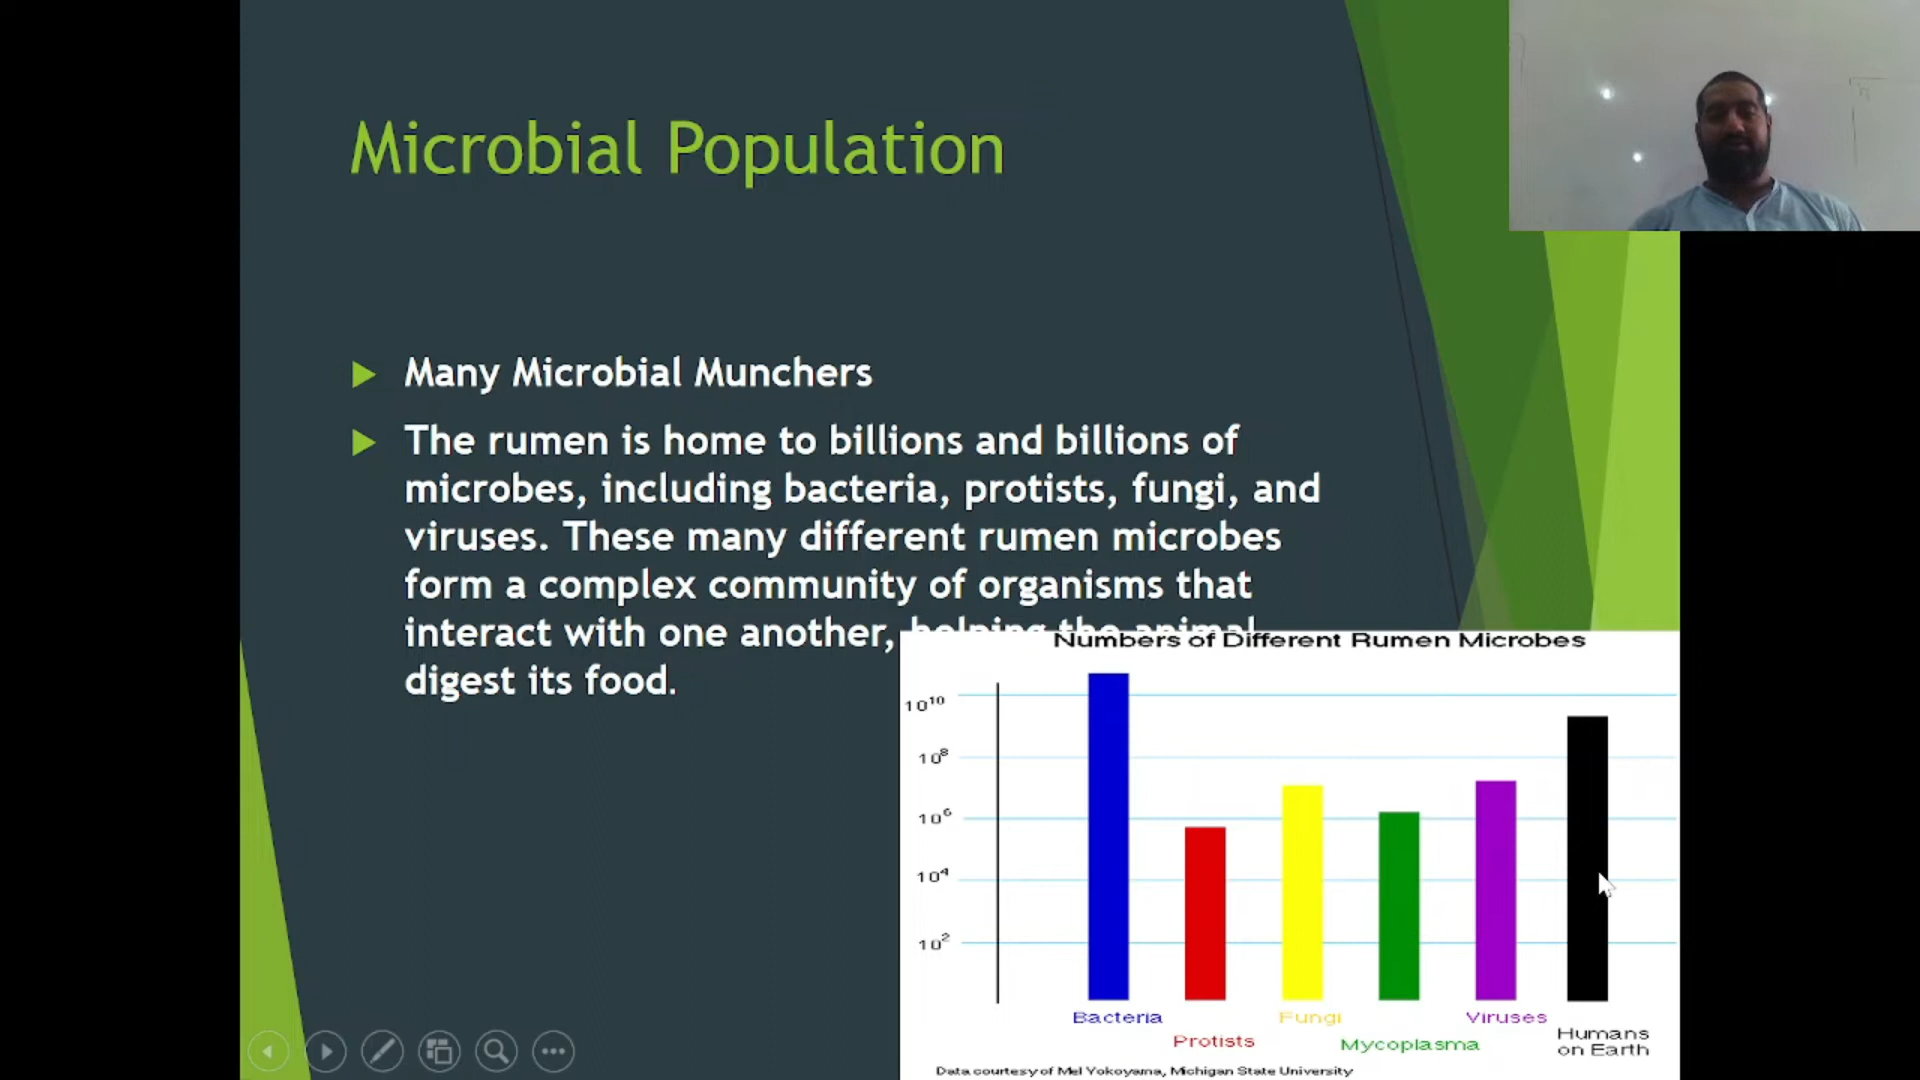 Microbial Population
Many Microbial Munchers
The rumen is home to billions and billions of
microbes, including bacteria, protists, fungi, and
viruses. These many different rumen microbes
form a complex community of organisms that
interact with one another, helping the animal
digest its food.
Numbers of Different Rumen Microbes
10¹⁰
10⁸
10⁶
10⁴
10²
Bacteria
Protists
Fungi
Mycoplasma
Viruses
Humans
on Earth
Data courtesy of Mel Yokoyama, Michigan State University